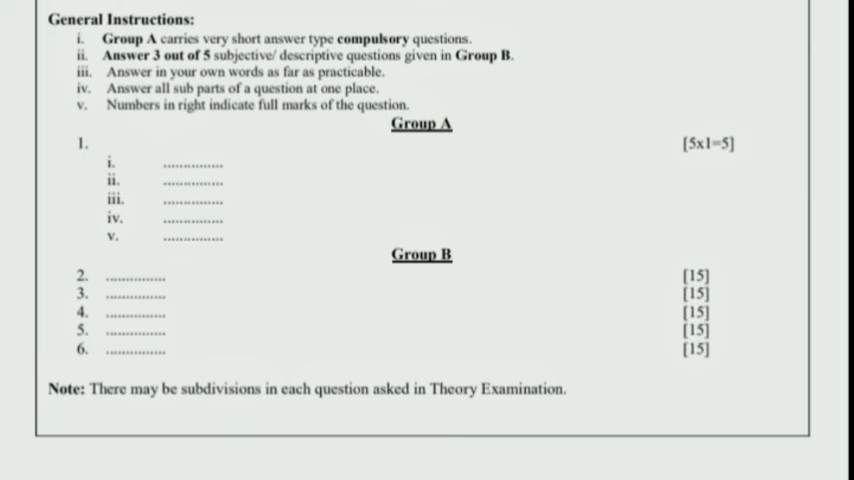 General Instructions:
i. Group A carries very short answer type compulsory questions.
ii. Answer 3 out of 5 subjective/ descriptive questions given in Group B.
iii. Answer in your own words as far as practicable.
iv. Answer all sub parts of a question at one place.
v. Numbers in right indicate full marks of the question.
Group A
1. [5x1=5]
i. ...............
ii. ...............
iii. ...............
iv. ...............
v. ...............
Group B
2. ............... [15]
3. ............... [15]
4. ............... [15]
5. ............... [15]
6. ............... [15]
Note: There may be subdivisions in each question asked in Theory Examination.